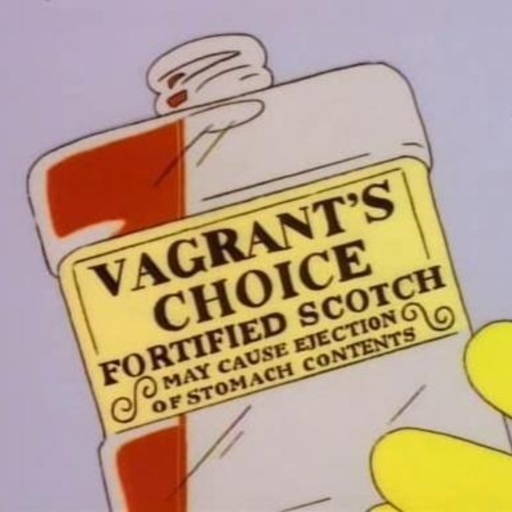 VAGRANT'S
CHOICE
FORTIFIED SCOTCH
MAY CAUSE EJECTION
OF STOMACH CONTENTS